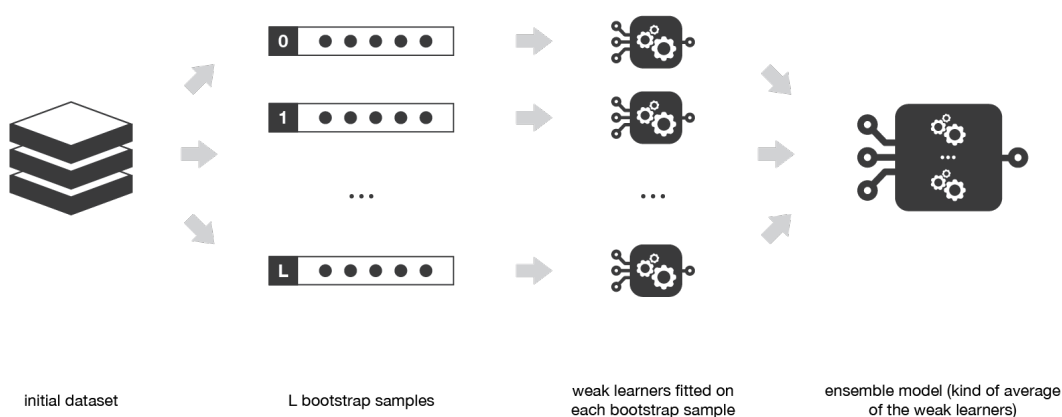 0
1
...
...
...
L
initial dataset
L bootstrap samples
weak learners fitted on
each bootstrap sample
ensemble model (kind of average
of the weak learners)